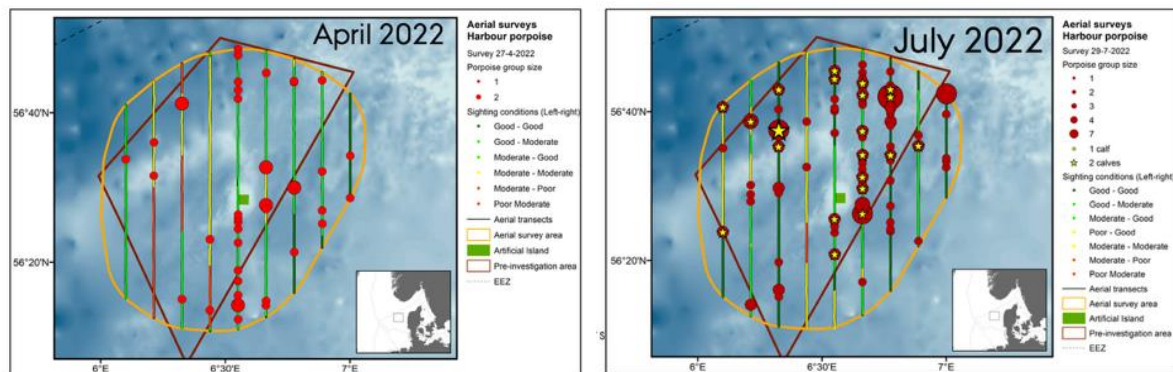 April 2022
56°40'N
56°20'N
6°E
6°30'E
7°E
Aerial surveys
Harbour porpoise
Survey 27-4-2022
Porpoise group size
1
2
Sighting conditions (Left-right)
Good - Good
Good - Moderate
Moderate - Good
Moderate - Moderate
Moderate - Poor
Poor Moderate
Aerial transects
Aerial survey area
Artificial Island
Pre-investigation area
EEZ
July 2022
56°40'N
56°20'N
6°E
6°30'E
7°E
Aerial surveys
Harbour porpoise
Survey 29-7-2022
Porpoise group size
1
2
3
4
7
1 calf
2 calves
Sighting conditions (Left-right)
Good - Good
Good - Moderate
Moderate - Good
Poor - Good
Moderate - Moderate
Moderate - Poor
Poor Moderate
Aerial transects
Aerial survey area
Artificial Island
Pre-investigation area
EEZ